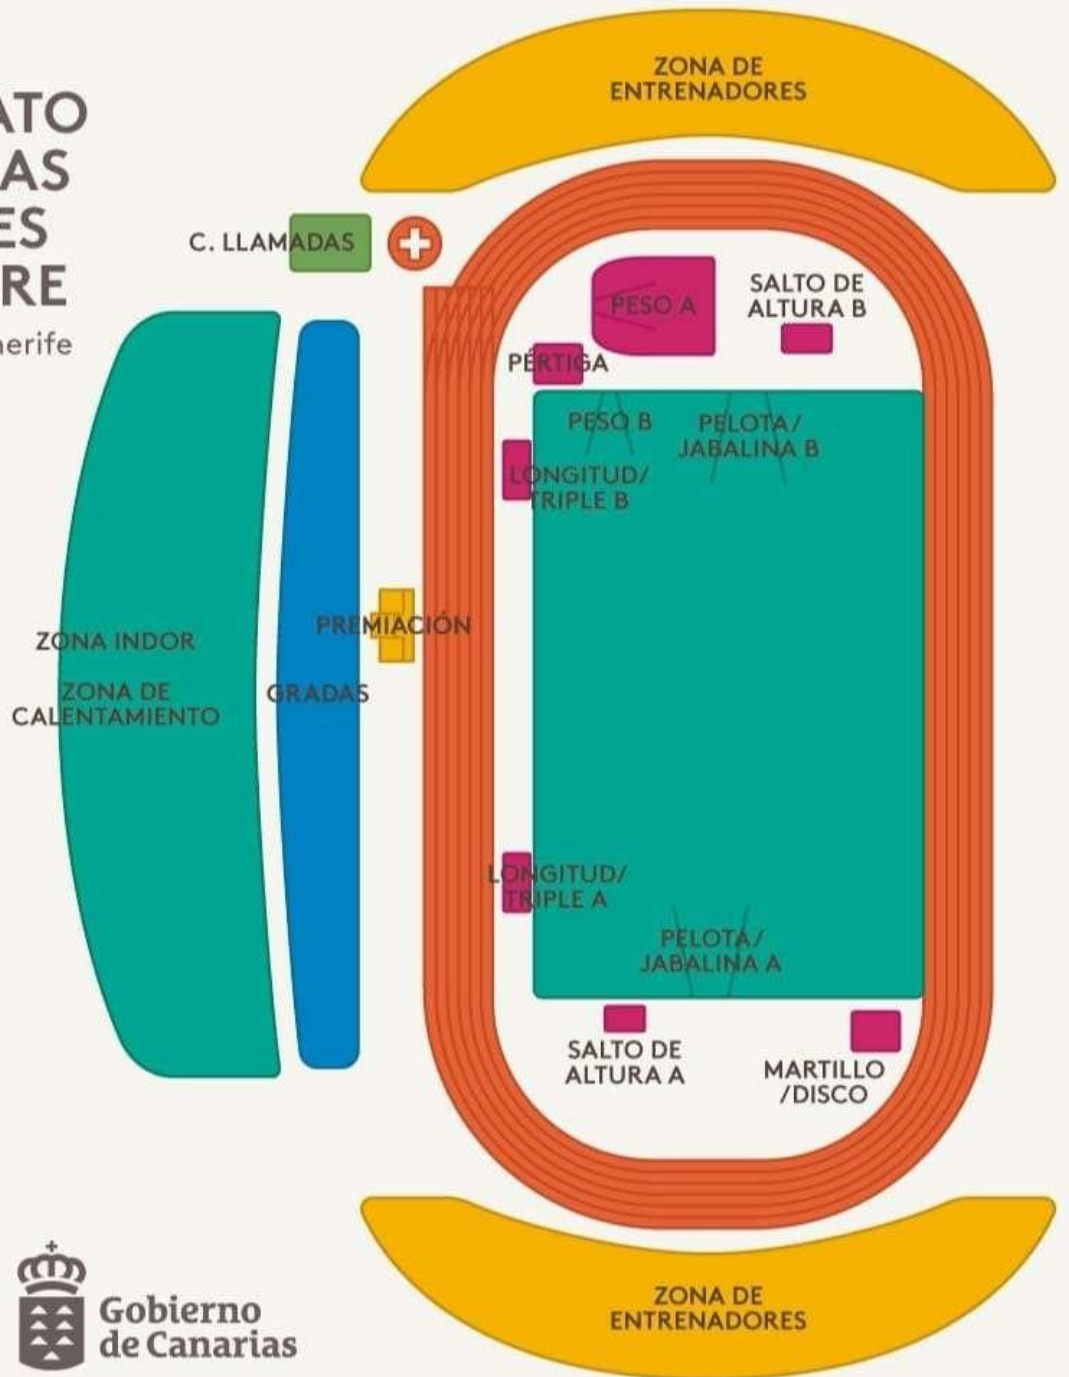 ZONA DE
ENTRENADORES
ATO
AS
ES
RE
nerife
C. LLAMADAS
PESO A
SALTO DE
ALTURA B
PÉRTIGA
PESO B
PELOTA/
JABALINA B
LONGITUD/
TRIPLE B
PREMIACIÓN
ZONA INDOR
ZONA DE
CALENTAMIENTO
GRADAS
LONGITUD/
TRIPLE A
PELOTA/
JABALINA A
SALTO DE
ALTURA A
MARTILLO
/DISCO
ZONA DE
ENTRENADORES
Gobierno
de Canarias